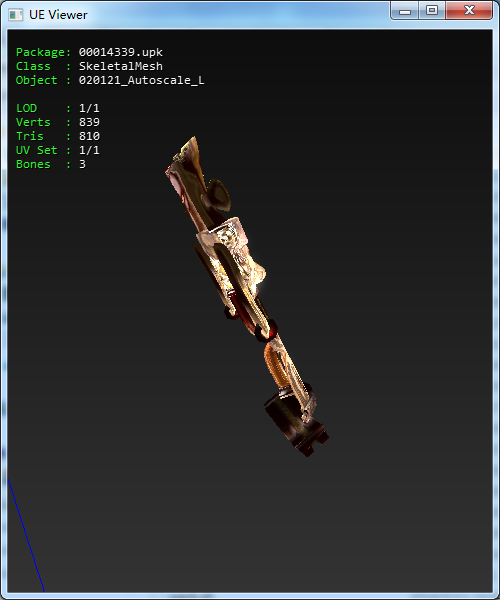 UE Viewer
Package: 00014339.upk
Class : SkeletalMesh
Object : 020121_Autoscale_L
LOD : 1/1
Verts : 839
Tris : 810
UV Set : 1/1
Bones : 3